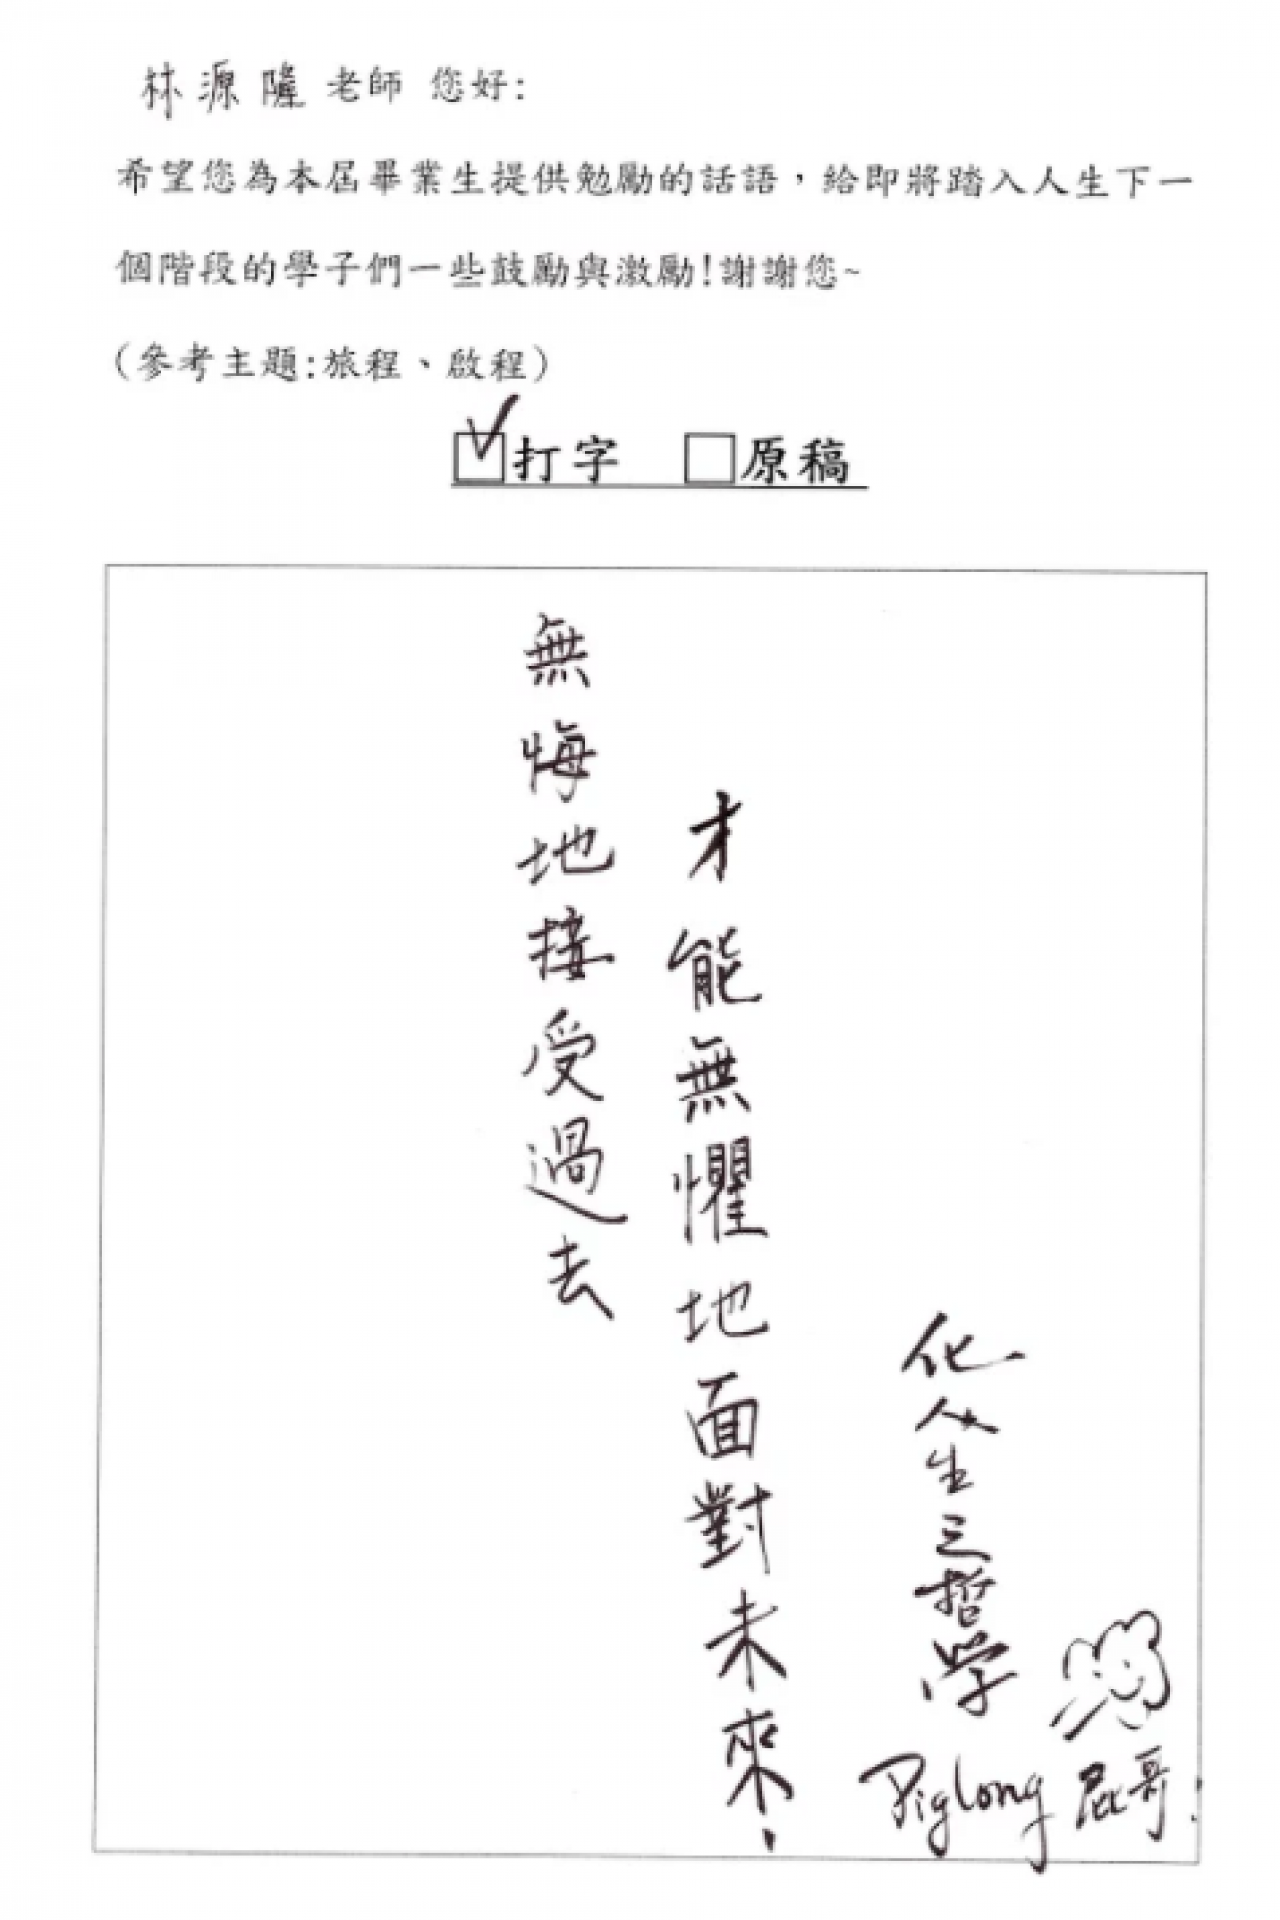 林源隆老師 您好:
希望您為本屆畢業生提供勉勵的話語，給即將踏入人生下一
個階段的學子們一些鼓勵與激勵!謝謝您~
(參考主題:旅程、啟程)
打字 原稿
無悔地接受過去
才能無懼地面對未來!
化人生三哲学
Piglong 屁哥!